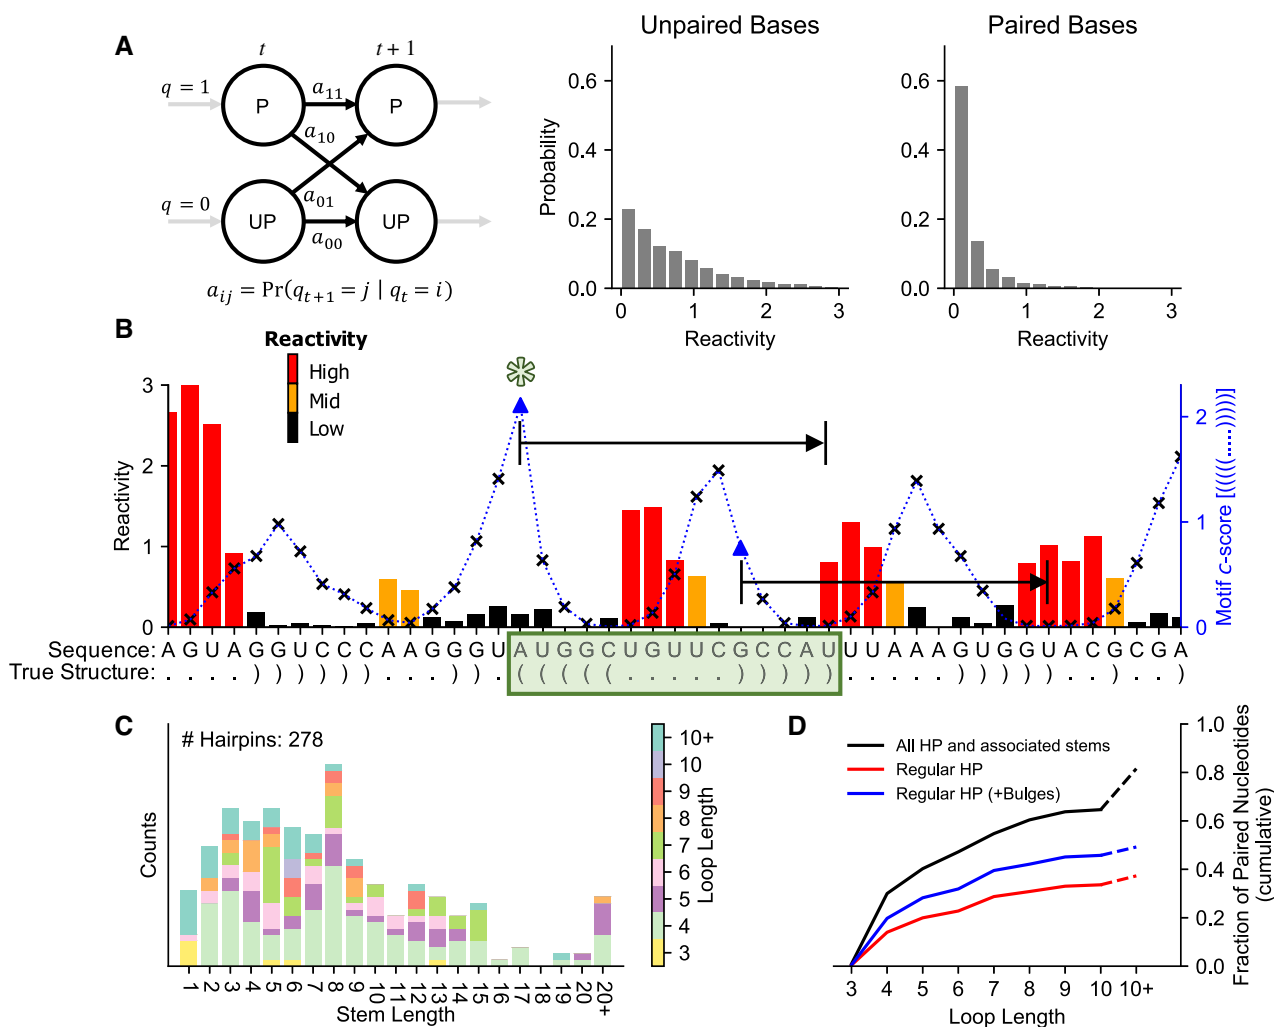 A
t
t + 1
q = 1
P
a11
P
a10
q = 0
UP
a01
UP
a00
aij = Pr(qt+1 = j | qt = i)
Unpaired Bases
Probability
0.6
0.4
0.2
0.0
0 1 2 3
Reactivity
Paired Bases
0.6
0.4
0.2
0.0
0 1 2 3
Reactivity
B
Reactivity
High
Mid
Low
Reactivity
3
2
1
0
2
1
0
Motif c-score [(((((.....)))))]
Sequence: A G U A G G U C C C A A G G G U A U G G C U G U U C G C C A U U U A A A G U G G U A C G C G A
True Structure: . . . . ) ) ) ) ) ) . . . ) ) . ( ( ( ( ( . . . . . ) ) ) ) ) . . . . . ) ) ) ) ) . . ) . . )
C
# Hairpins: 278
Counts
1 2 3 4 5 6 7 8 9 10 11 12 13 14 15 16 17 18 19 20 20+
Stem Length
10+
10
9
8
7
6
5
4
3
Loop Length
D
All HP and associated stems
Regular HP
Regular HP (+Bulges)
1.0
0.8
0.6
0.4
0.2
0.0
Fraction of Paired Nucleotides
(cumulative)
3 4 5 6 7 8 9 10 10+
Loop Length